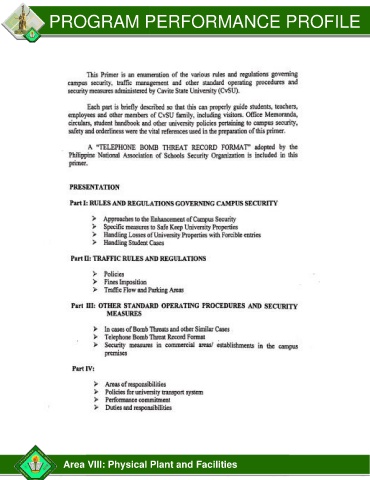 PROGRAM PERFORMANCE PROFILE
This Primer is an enumeration of the various rules and regulations governing
campus security, traffic management and other standard operating procedures and
security measures administered by Cavite State University (CvSU).
Each part is briefly described so that this can properly guide students, teachers,
employees and other members of CvSU family, including visitors. Office Memoranda,
circulars, student handbook and other university policies pertaining to campus security,
safety and orderliness were the vital references used in the preparation of this primer.
A "TELEPHONE BOMB THREAT RECORD FORMAT" adopted by the
Philippine National Association of Schools Security Organization is included in this
primer.
PRESENTATION
Part I: RULES AND REGULATIONS GOVERNING CAMPUS SECURITY
➢ Approaches to the Enhancement of Campus Security
➢ Specific measures to Safe Keep University Properties
➢ Handling Losses of University Properties with Forcible entries
➢ Handling Student Cases
Part II: TRAFFIC RULES AND REGULATIONS
➢ Policies
➢ Fines Imposition
➢ Traffic Flow and Parking Areas
Part III: OTHER STANDARD OPERATING PROCEDURES AND SECURITY
MEASURES
➢ In cases of Bomb Threats and other Similar Cases
➢ Telephone Bomb Threat Record Format
➢ Security measures in commercial areas/ establishments in the campus
premises
Part IV:
➢ Areas of responsibilities
➢ Policies for university transport system
➢ Performance commitment
➢ Duties and responsibilities
Area VIII: Physical Plant and Facilities